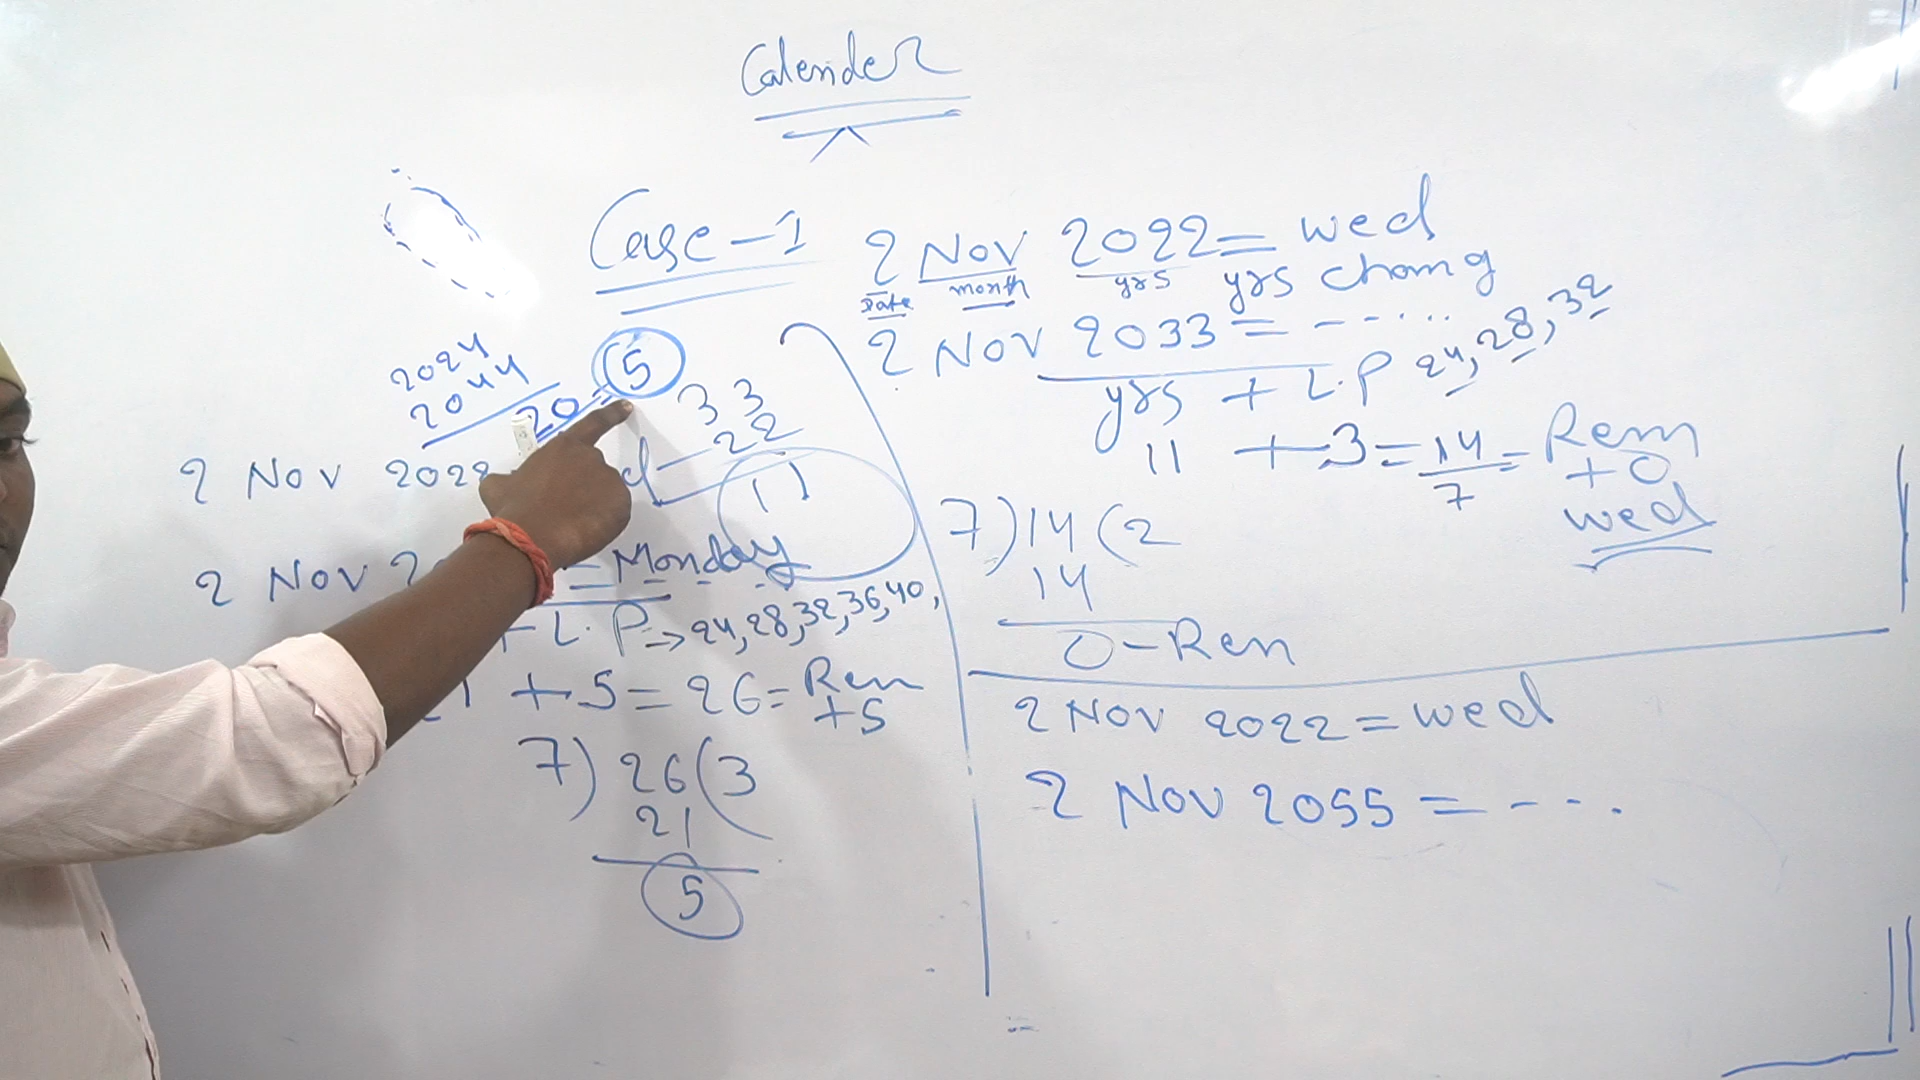 Calender
Case-1
2 Nov 2022 = wed
Date month yrs yrs chang
2 Nov 2033 = - - - ...
yrs + L.P 24, 28, 32
11 + 3 = 14/7 = Rem +0
wed
7) 14 (2
14
0 - Rem
2 Nov 2022 = wed
2 Nov 2055 = - - - .
2024
2044
20 = 5
33
22
11
2 Nov 202
2 Nov 2
= Monday
+ L.P → 24, 28, 32, 36, 40,
+ 5 = 26 = Rem +5
7) 26 (3
21
5